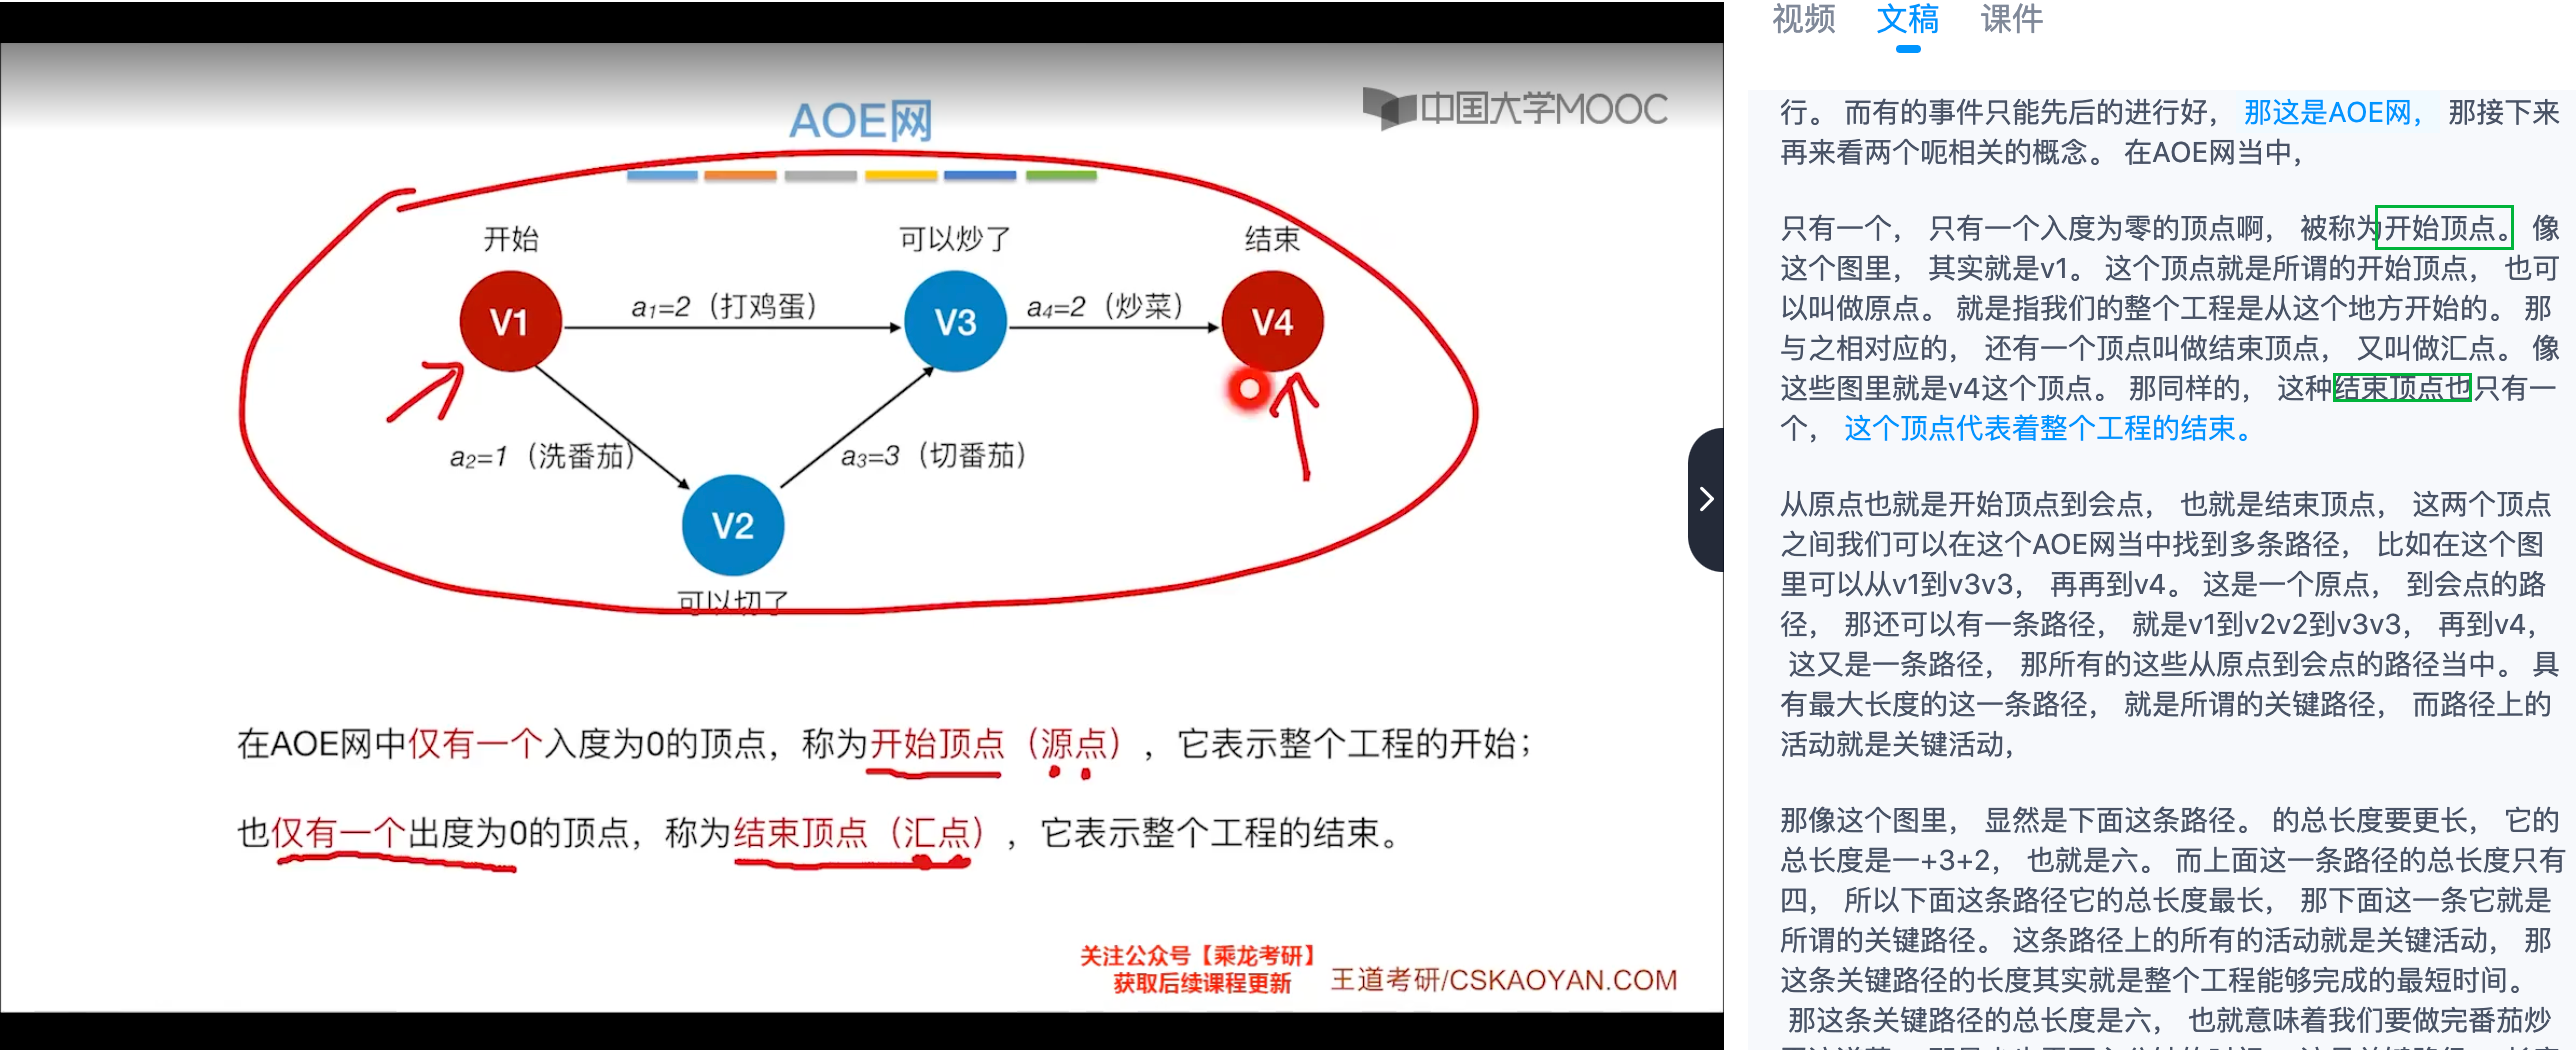 AOE网
中国大学MOOC
开始
可以炒了
结束
V1
a₁=2（打鸡蛋）
V3
a₄=2（炒菜）
V4
a₂=1（洗番茄）
a₃=3（切番茄）
V2
可以切了
在AOE网中仅有一个入度为0的顶点，称为开始顶点（源点），它表示整个工程的开始；
也仅有一个出度为0的顶点，称为结束顶点（汇点），它表示整个工程的结束。
关注公众号【乘龙考研】
获取后续课程更新
王道考研/CSKAOYAN.COM
视频 文稿 课件
行。 而有的事件只能先后的进行好， 那这是AOE网， 那接下来
再来看两个呃相关的概念。 在AOE网当中，
只有一个， 只有一个入度为零的顶点啊， 被称为开始顶点。 像
这个图里， 其实就是v1。 这个顶点就是所谓的开始顶点， 也可
以叫做原点。 就是指我们的整个工程是从这个地方开始的。 那
与之相对应的， 还有一个顶点叫做结束顶点， 又叫做汇点。 像
这些图里就是v4这个顶点。 那同样的， 这种结束顶点也只有一
个， 这个顶点代表着整个工程的结束。
从原点也就是开始顶点到会点， 也就是结束顶点， 这两个顶点
之间我们可以在这个AOE网当中找到多条路径， 比如在这个图
里可以从v1到v3v3， 再再到v4。 这是一个原点， 到会点的路
径， 那还可以有一条路径， 就是v1到v2v2到v3v3， 再到v4，
这又是一条路径， 那所有的这些从原点到会点的路径当中。 具
有最大长度的这一条路径， 就是所谓的关键路径， 而路径上的
活动就是关键活动，
那像这个图里， 显然是下面这条路径。 的总长度要更长， 它的
总长度是一+3+2， 也就是六。 而上面这一条路径的总长度只有
四， 所以下面这条路径它的总长度最长， 那下面这一条它就是
所谓的关键路径。 这条路径上的所有的活动就是关键活动， 那
这条关键路径的长度其实就是整个工程能够完成的最短时间。
那这条关键路径的总长度是六， 也就意味着我们要做完番茄炒